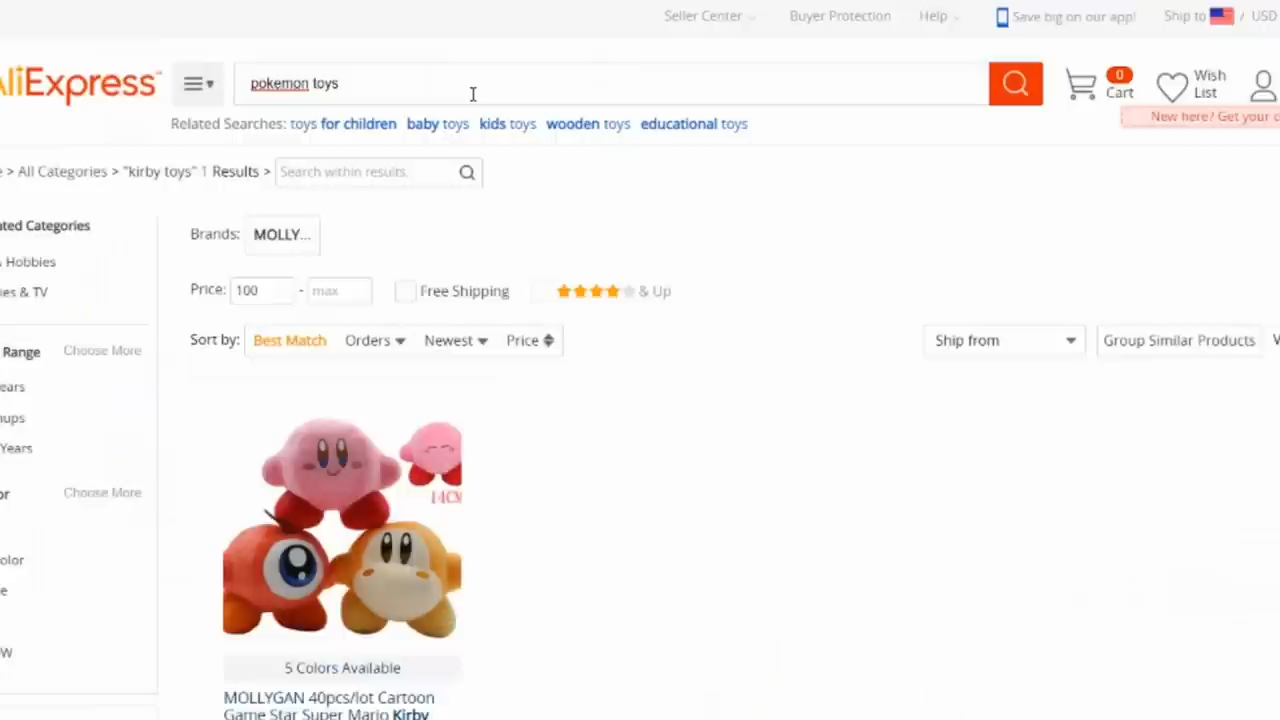 Seller Center
Buyer Protection
Help
Save big on our app!
Ship to / USD
AliExpress
pokemon toys
0
Cart
Wish
List
New here? Get your c
Related Searches: toys for children baby toys kids toys wooden toys educational toys
> All Categories > "kirby toys" 1 Results > Search within results.
ated Categories
& Hobbies
ies & TV
Range Choose More
ears
nups
Years
or Choose More
olor
e
W
Brands: MOLLY...
Price: 100 - max Free Shipping & Up
Sort by: Best Match Orders Newest Price
Ship from
Group Similar Products
14CM
5 Colors Available
MOLLYGAN 40pcs/lot Cartoon
Game Star Super Mario Kirby